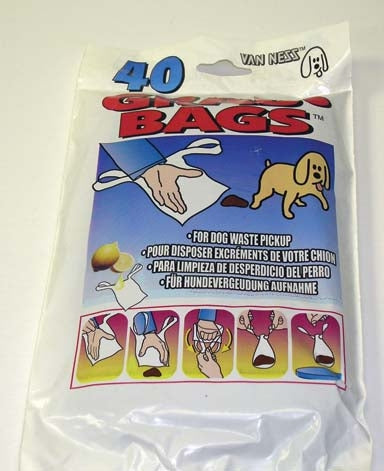 40
VAN NESS™
BAGS™
• FOR DOG WASTE PICKUP
• POUR DISPOSER EXCRÉMENTS DE VOTRE CHION
• PARA LIMPIEZA DE DESPERDICIO DEL PERRO
• FÜR HUNDEVERGEUDUNG AUFNAHME